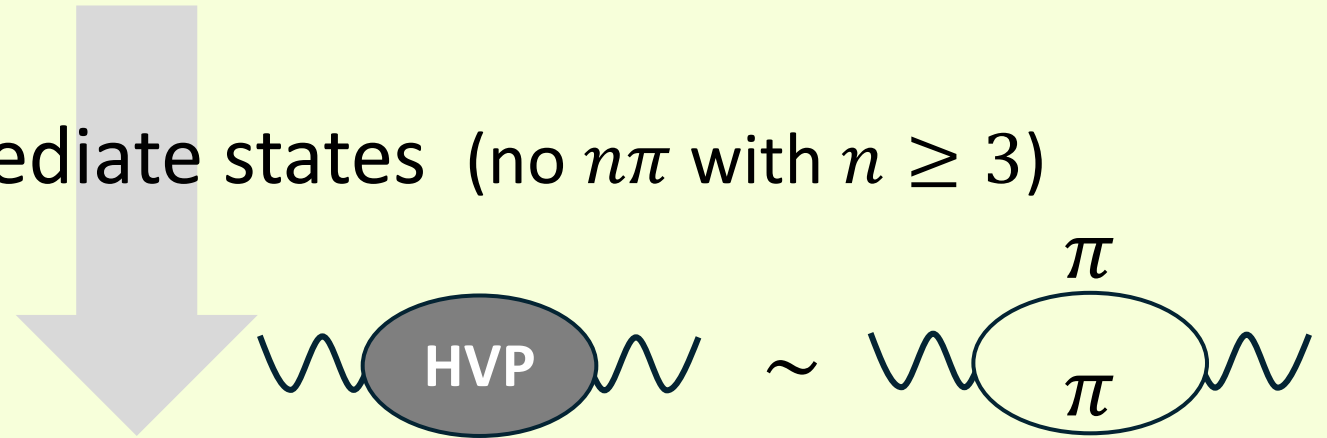 ediate states (no 𝑛𝜋 with 𝑛 ≥ 3)
𝜋
HVP ~
𝜋